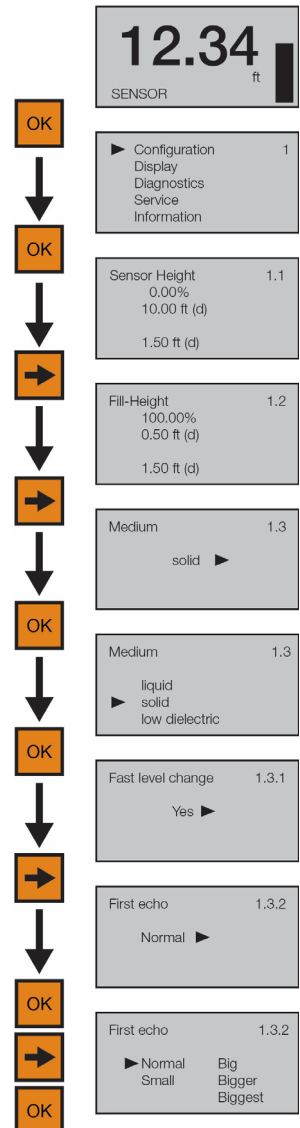 12.34
ft
SENSOR
OK
Configuration 1
Display
Diagnostics
Service
Information
OK
Sensor Height 1.1
0.00%
10.00 ft (d)
1.50 ft (d)
Fill-Height 1.2
100.00%
0.50 ft (d)
1.50 ft (d)
Medium 1.3
solid
OK
Medium 1.3
liquid
solid
low dielectric
OK
Fast level change 1.3.1
Yes
First echo 1.3.2
Normal
OK
First echo 1.3.2
Normal Big
Small Bigger
Biggest
OK